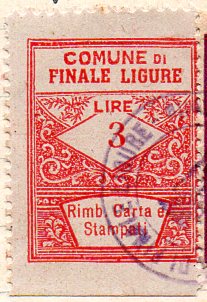 COMUNE DI
FINALE LIGURE
LIRE
3
Rimb. Carta e
Stampati